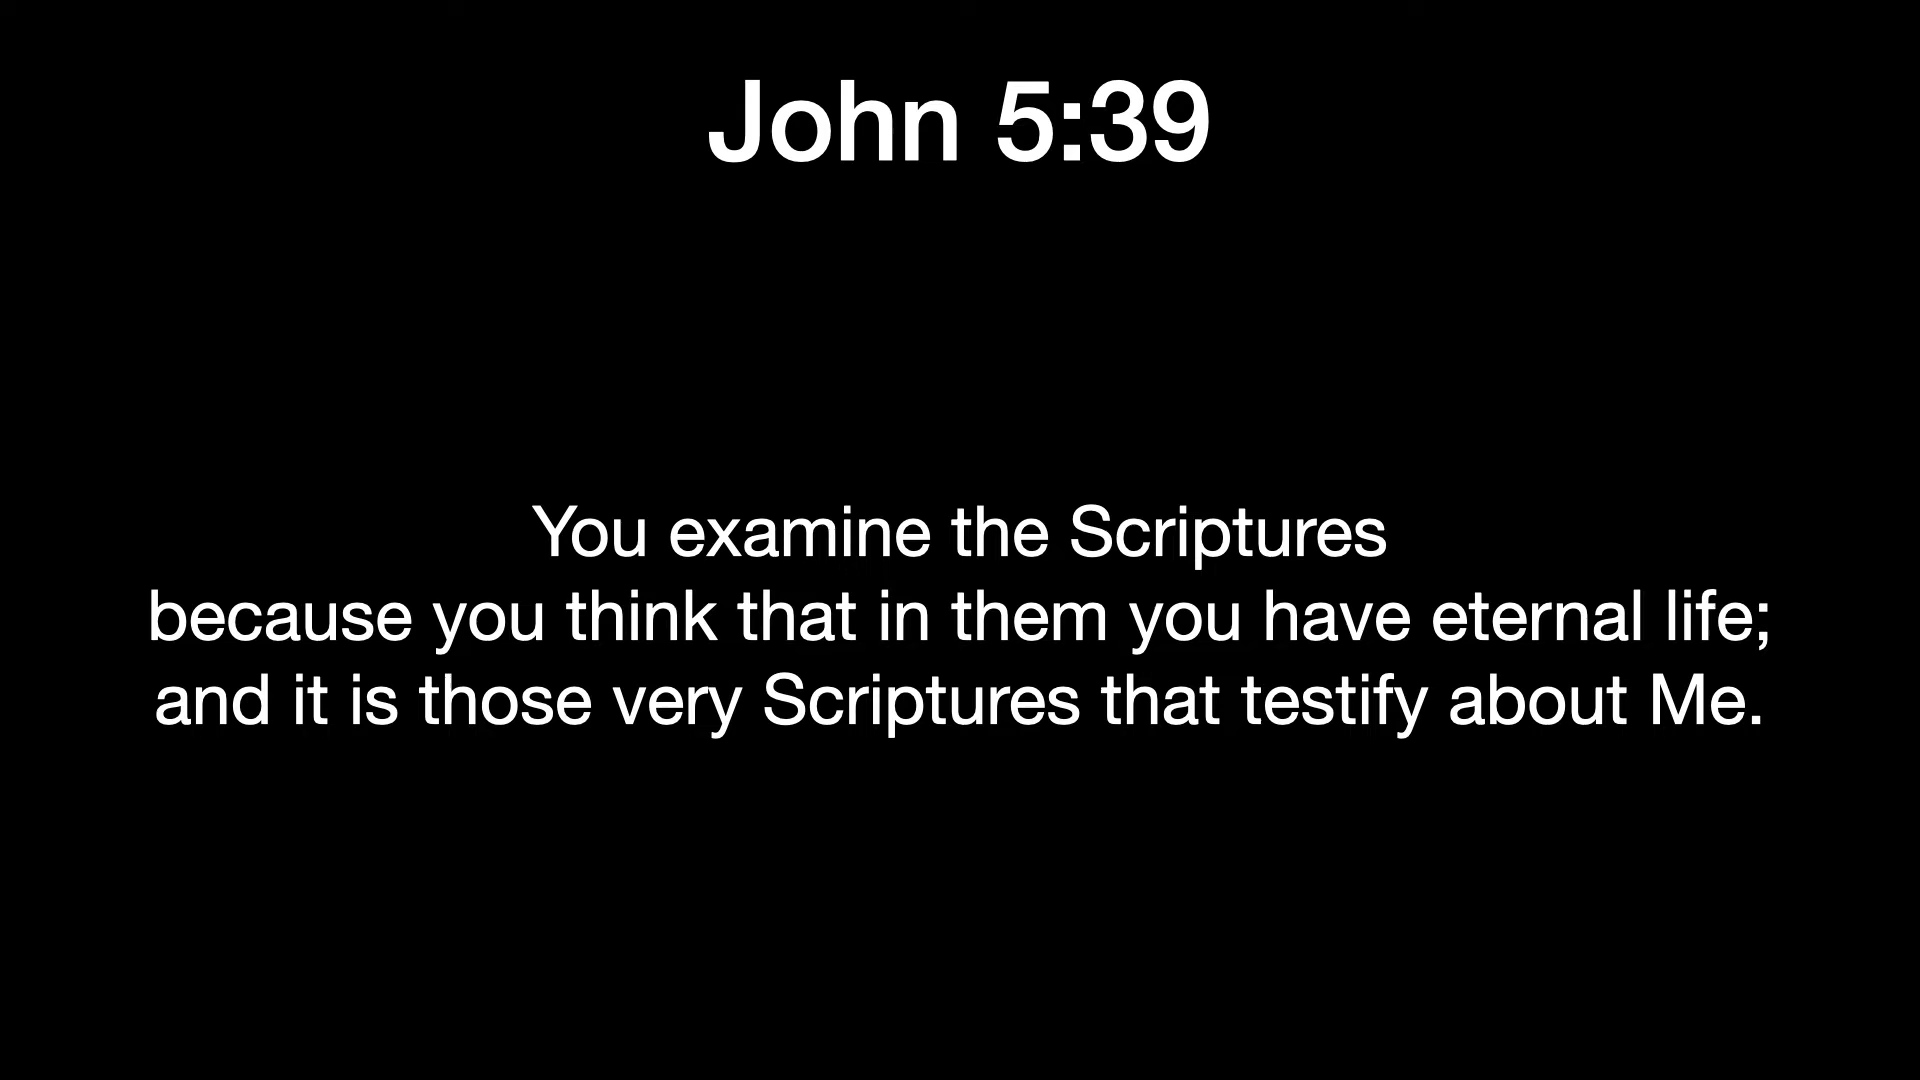 John 5:39
You examine the Scriptures
because you think that in them you have eternal life;
and it is those very Scriptures that testify about Me.